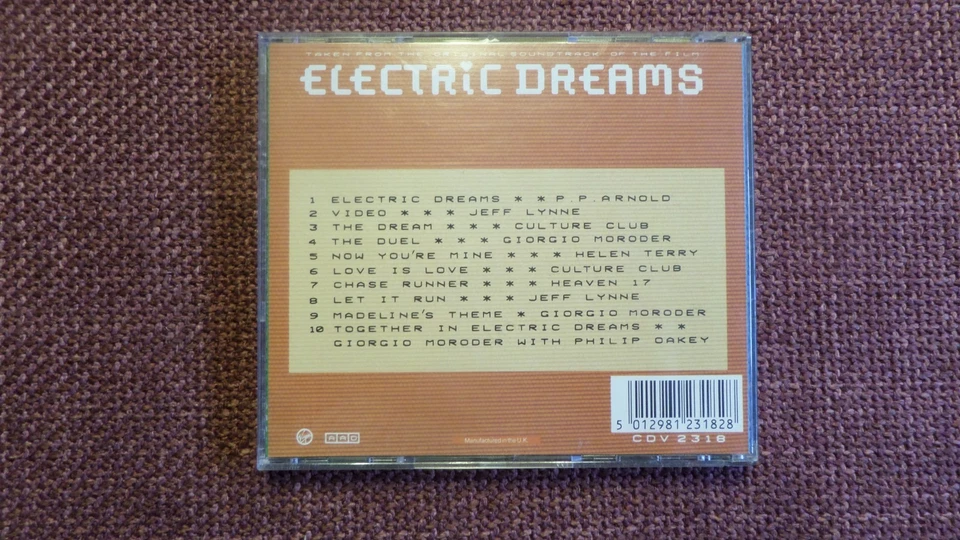 TAKEN FROM THE ORIGINAL SOUNDTRACK OF THE FILM
ELECTRIC DREAMS
1 ELECTRIC DREAMS * * P.P.ARNOLD
2 VIDEO * * * JEFF LYNNE
3 THE DREAM * * * CULTURE CLUB
4 THE DUEL * * * GIORGIO MORODER
5 NOW YOU'RE MINE * * * HELEN TERRY
6 LOVE IS LOVE * * * CULTURE CLUB
7 CHASE RUNNER * * * HEAVEN 17
8 LET IT RUN * * * JEFF LYNNE
9 MADELINE'S THEME * GIORGIO MORODER
10 TOGETHER IN ELECTRIC DREAMS * *
GIORGIO MORODER WITH PHILIP OAKEY
5 012981 231828
Manufactured in the U.K.
CDV 2318